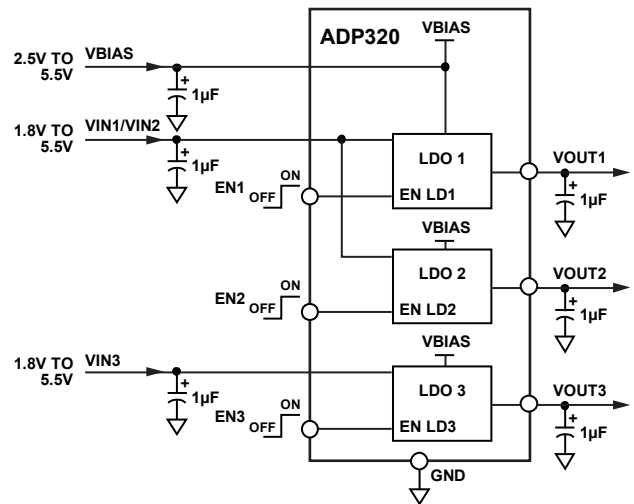 ADP320
VBIAS
2.5V TO
5.5V
VBIAS
+
1µF
1.8V TO
5.5V
VIN1/VIN2
+
1µF
LDO 1
EN LD1
EN1
ON
OFF
VOUT1
+
1µF
VBIAS
LDO 2
EN LD2
EN2
ON
OFF
VOUT2
+
1µF
1.8V TO
5.5V
VIN3
+
1µF
VBIAS
LDO 3
EN LD3
EN3
ON
OFF
VOUT3
+
1µF
GND